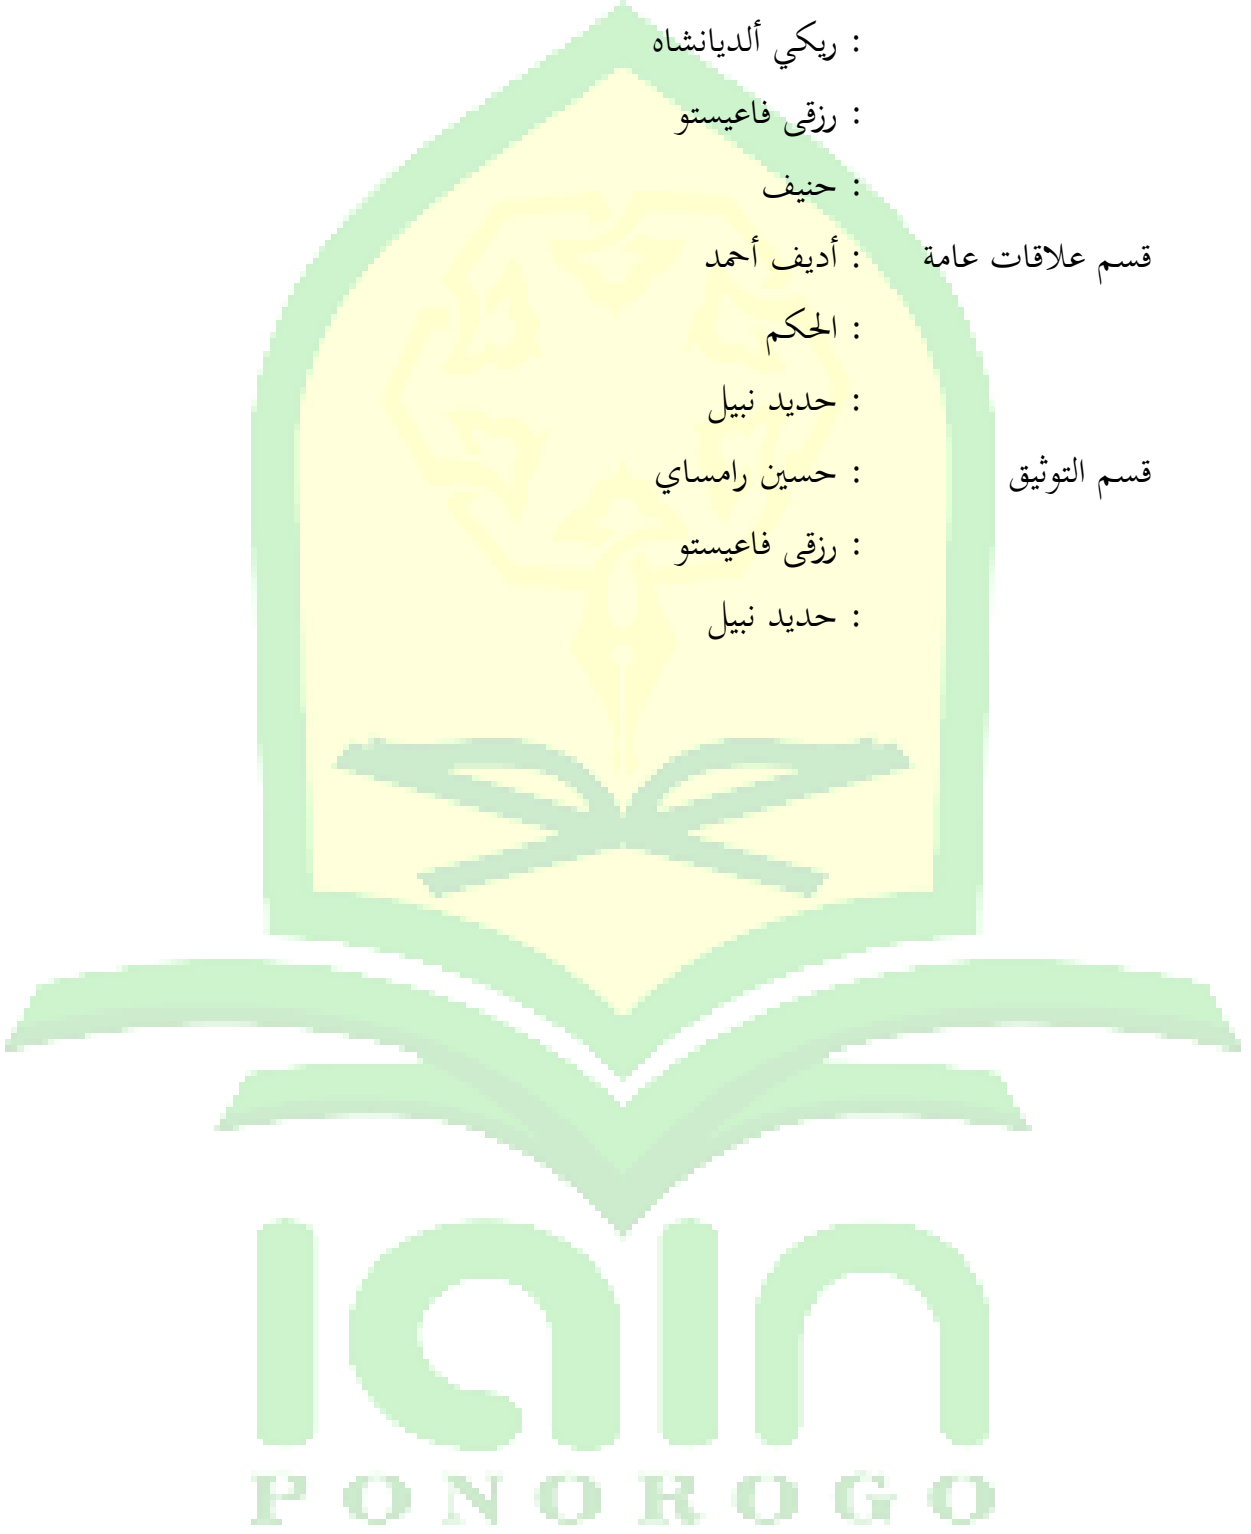 : ريكي ألديانشاه
: رزقى فاعيستو
: حنيف
قسم علاقات عامة : أديف أحمد
: الحكم
: حديد نبيل
قسم التوثيق : حسين رامساي
: رزقى فاعيستو
: حديد نبيل
iain
PONOROGO